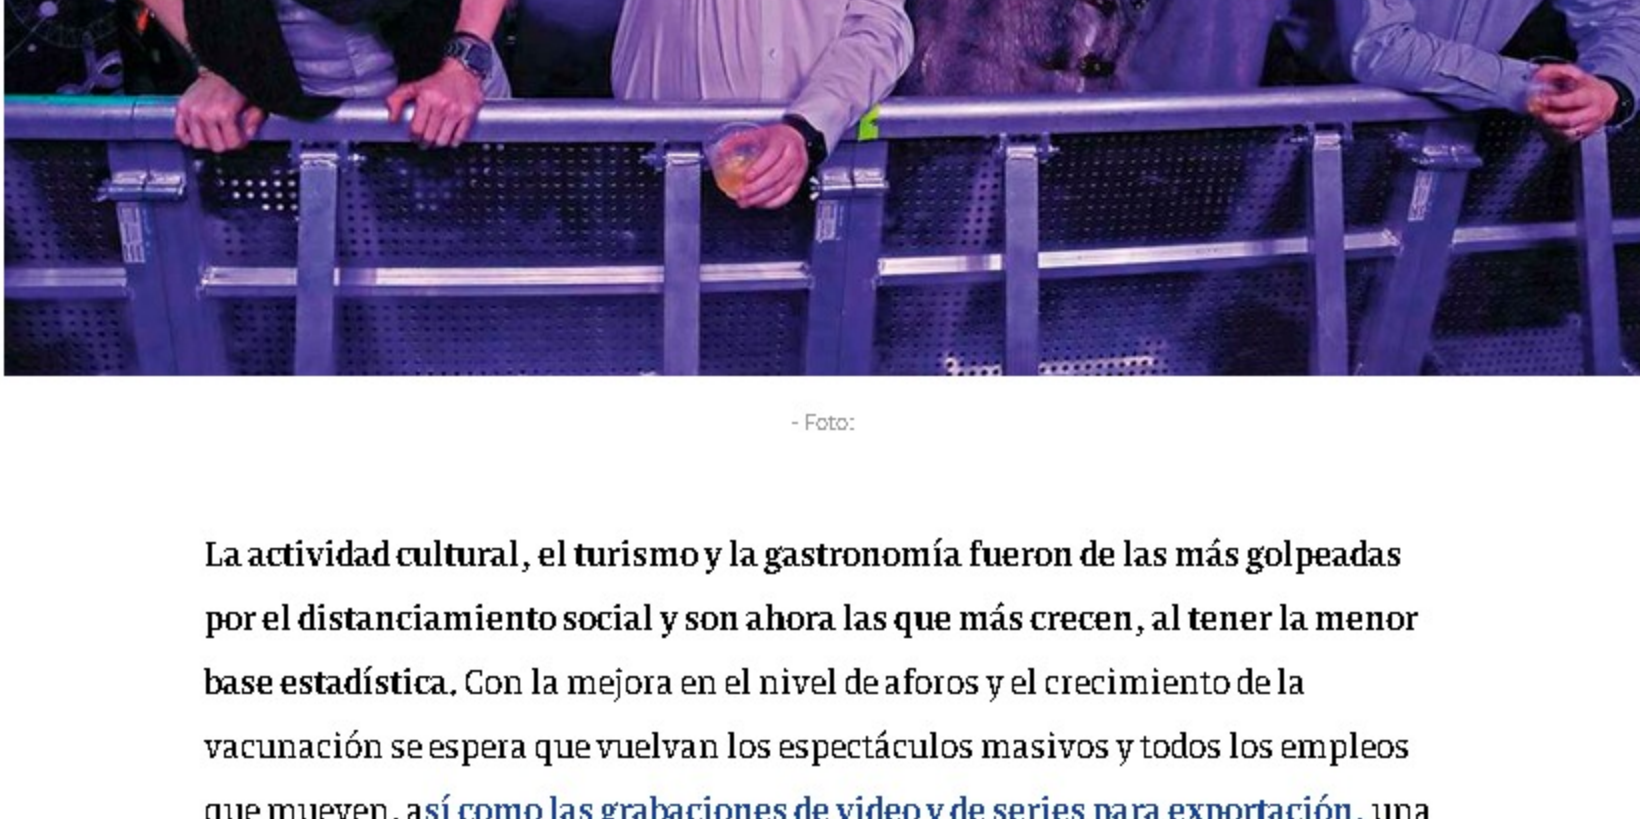 - Foto:
La actividad cultural, el turismo y la gastronomía fueron de las más golpeadas
por el distanciamiento social y son ahora las que más crecen, al tener la menor
base estadística. Con la mejora en el nivel de aforos y el crecimiento de la
vacunación se espera que vuelvan los espectáculos masivos y todos los empleos
que mueven, así como las grabaciones de video y de series para exportación, una